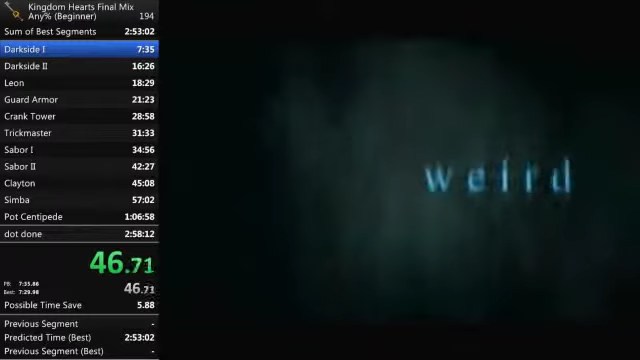 Kingdom Hearts Final Mix
Any% (Beginner) 194
Sum of Best Segments 2:53:02
Darkside I 7:35
Darkside II 16:26
Leon 18:29
Guard Armor 21:23
Crank Tower 28:58
Trickmaster 31:33
Sabor I 34:56
Sabor II 42:27
Clayton 45:08
Simba 57:02
Pot Centipede 1:06:58
dot done 2:58:12
46.71
PB: 7:35.86
Best: 7:29.98 46.71
Possible Time Save 5.88
Previous Segment -
Predicted Time (Best) 2:53:02
Previous Segment (Best) -
weird